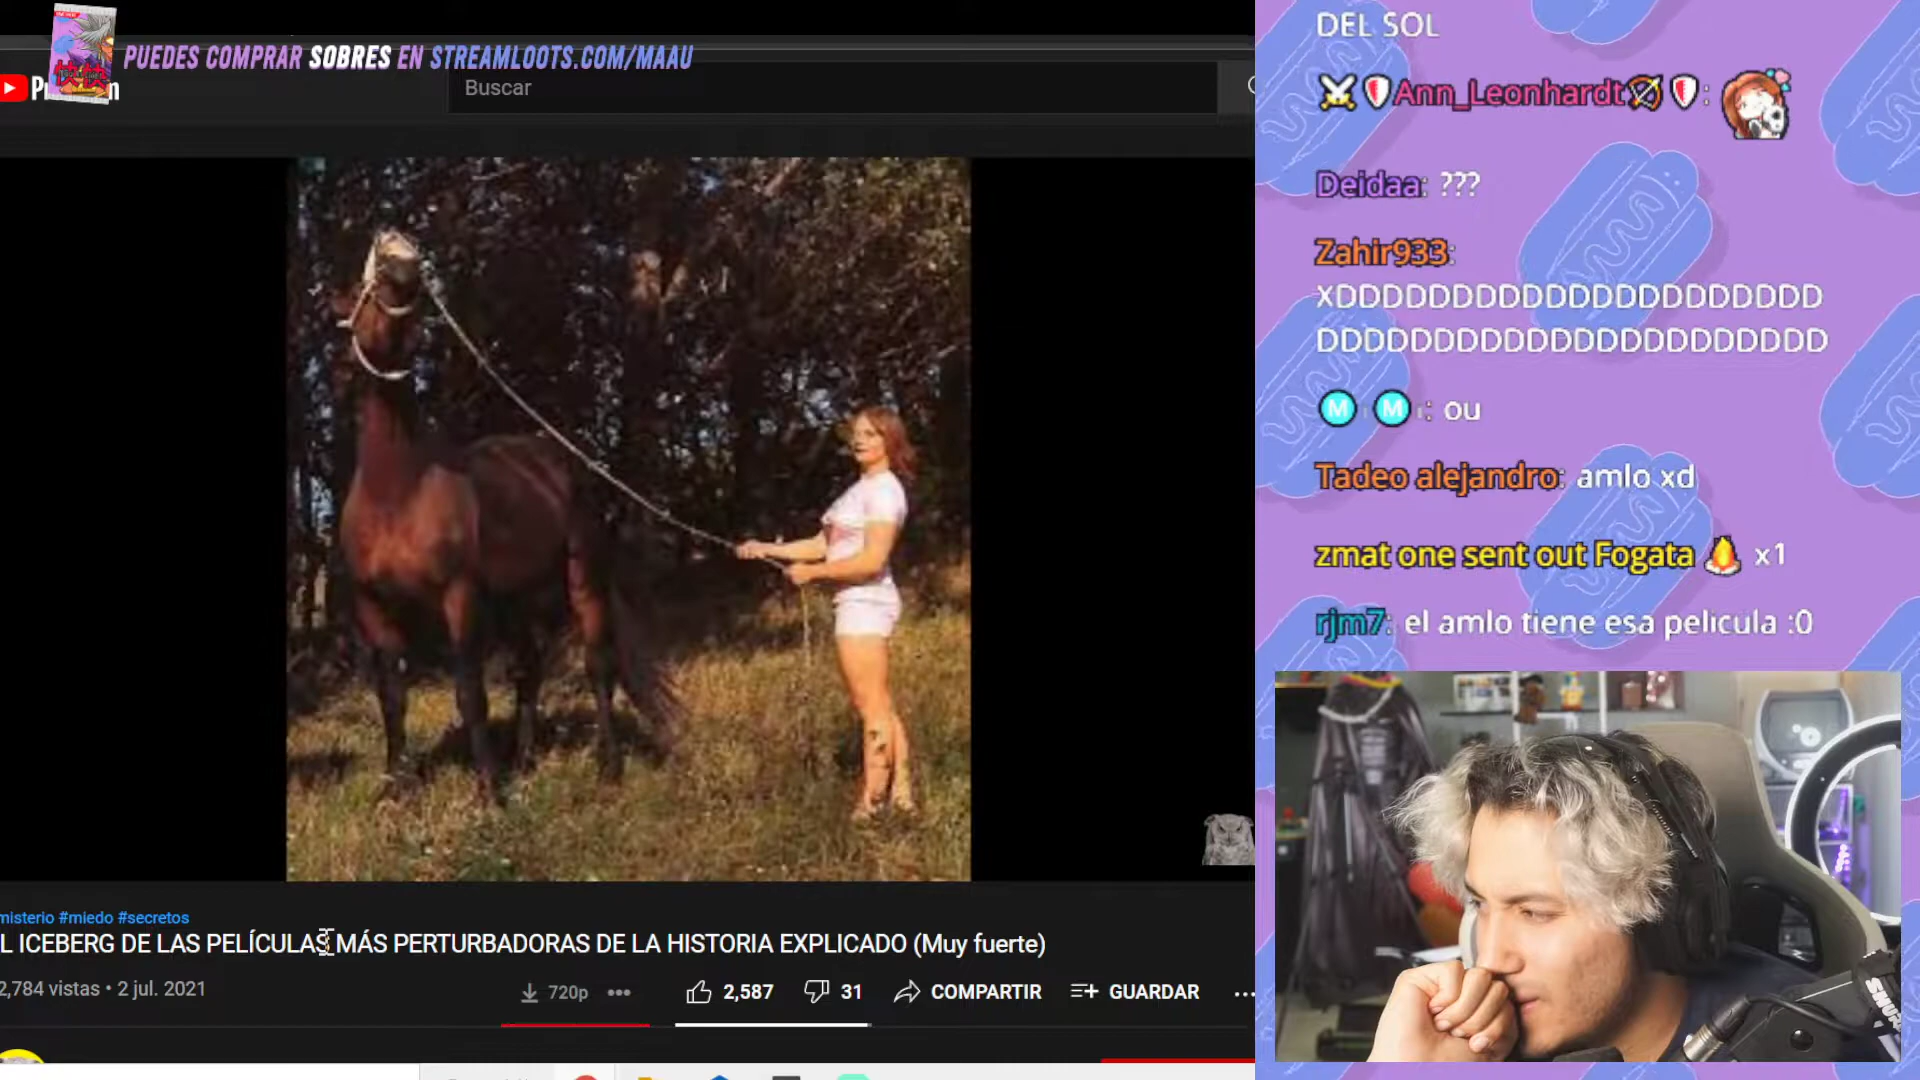 PUEDES COMPRAR SOBRES EN STREAMLOOTS.COM/MAAU
Buscar
misterio #miedo #secretos
L ICEBERG DE LAS PELÍCULAS MÁS PERTURBADORAS DE LA HISTORIA EXPLICADO (Muy fuerte)
2,784 vistas • 2 jul. 2021
720p
2,587
31
COMPARTIR
GUARDAR
DEL SOL
Ann_Leonhardt:
Deidaa: ???
Zahir933:
XDDDDDDDDDDDDDDDDDDDDD
DDDDDDDDDDDDDDDDDDDDDD
M M : ou
Tadeo alejandro: amlo xd
zmat one sent out Fogata x1
rjm7: el amlo tiene esa pelicula :0
SHURE